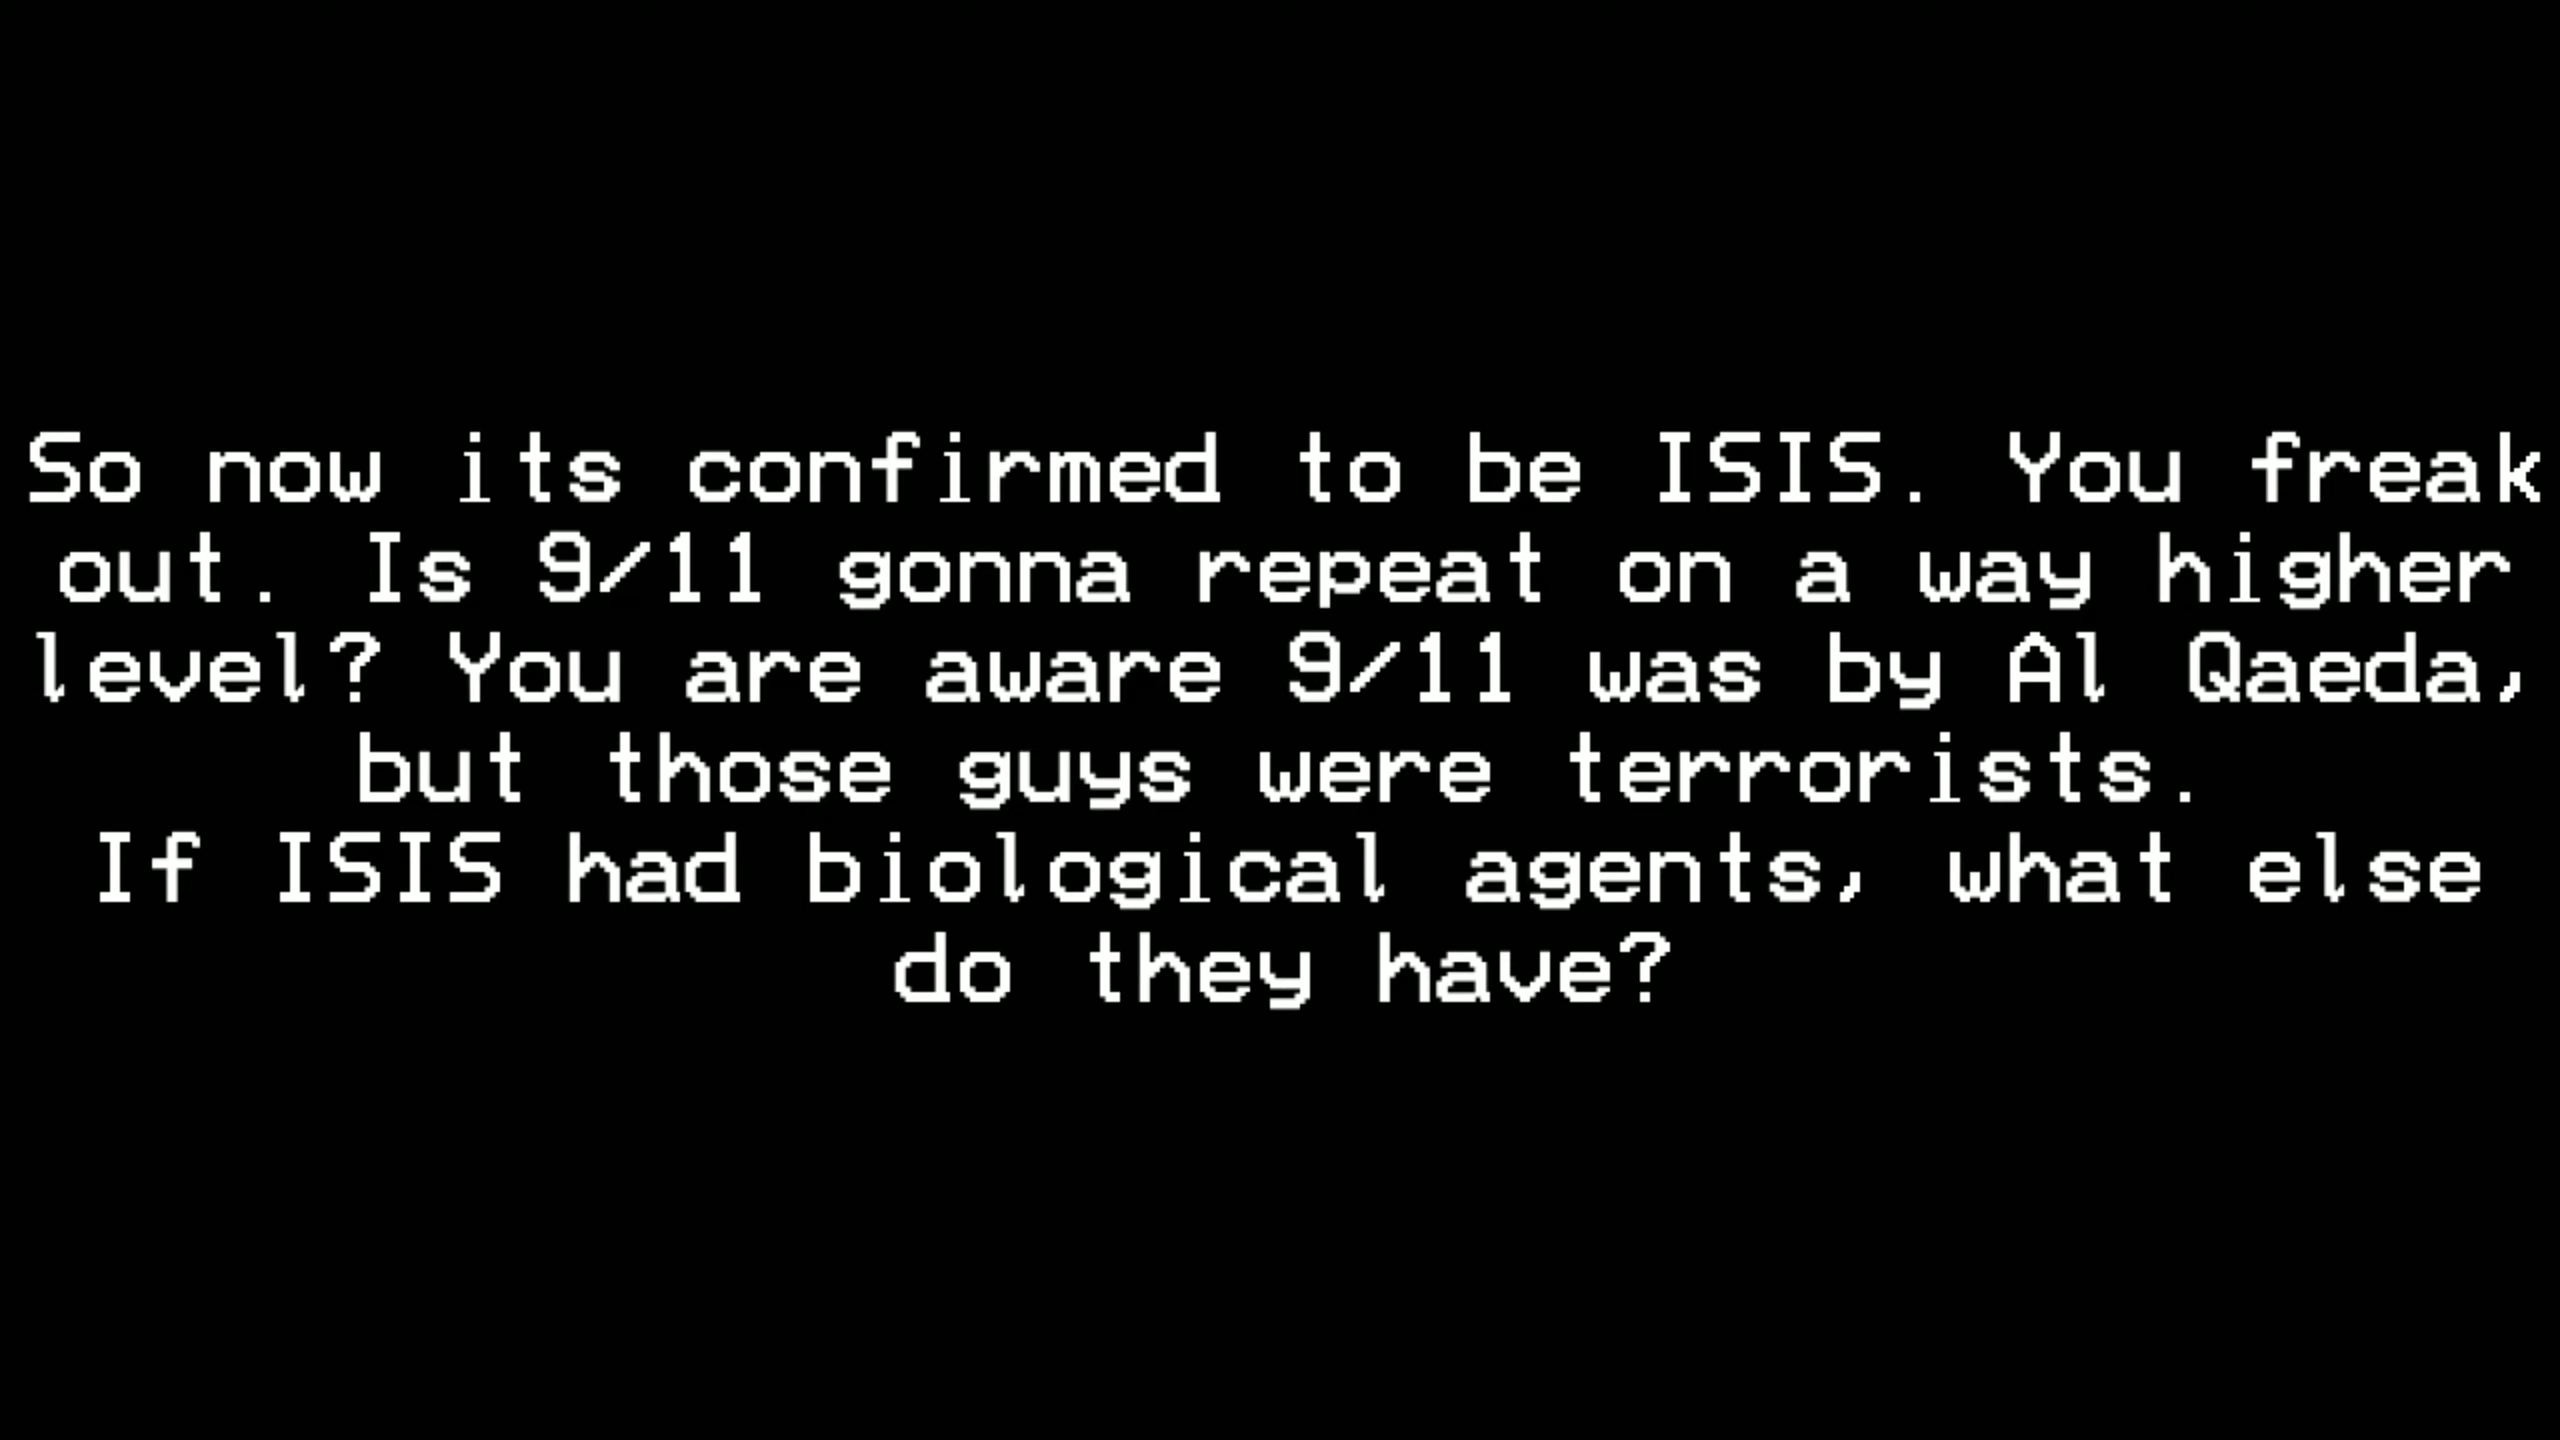 So now its confirmed to be ISIS. You freak
out. Is 9/11 gonna repeat on a way higher
level? You are aware 9/11 was by Al Qaeda,
but those guys were terrorists.
If ISIS had biological agents, what else
do they have?